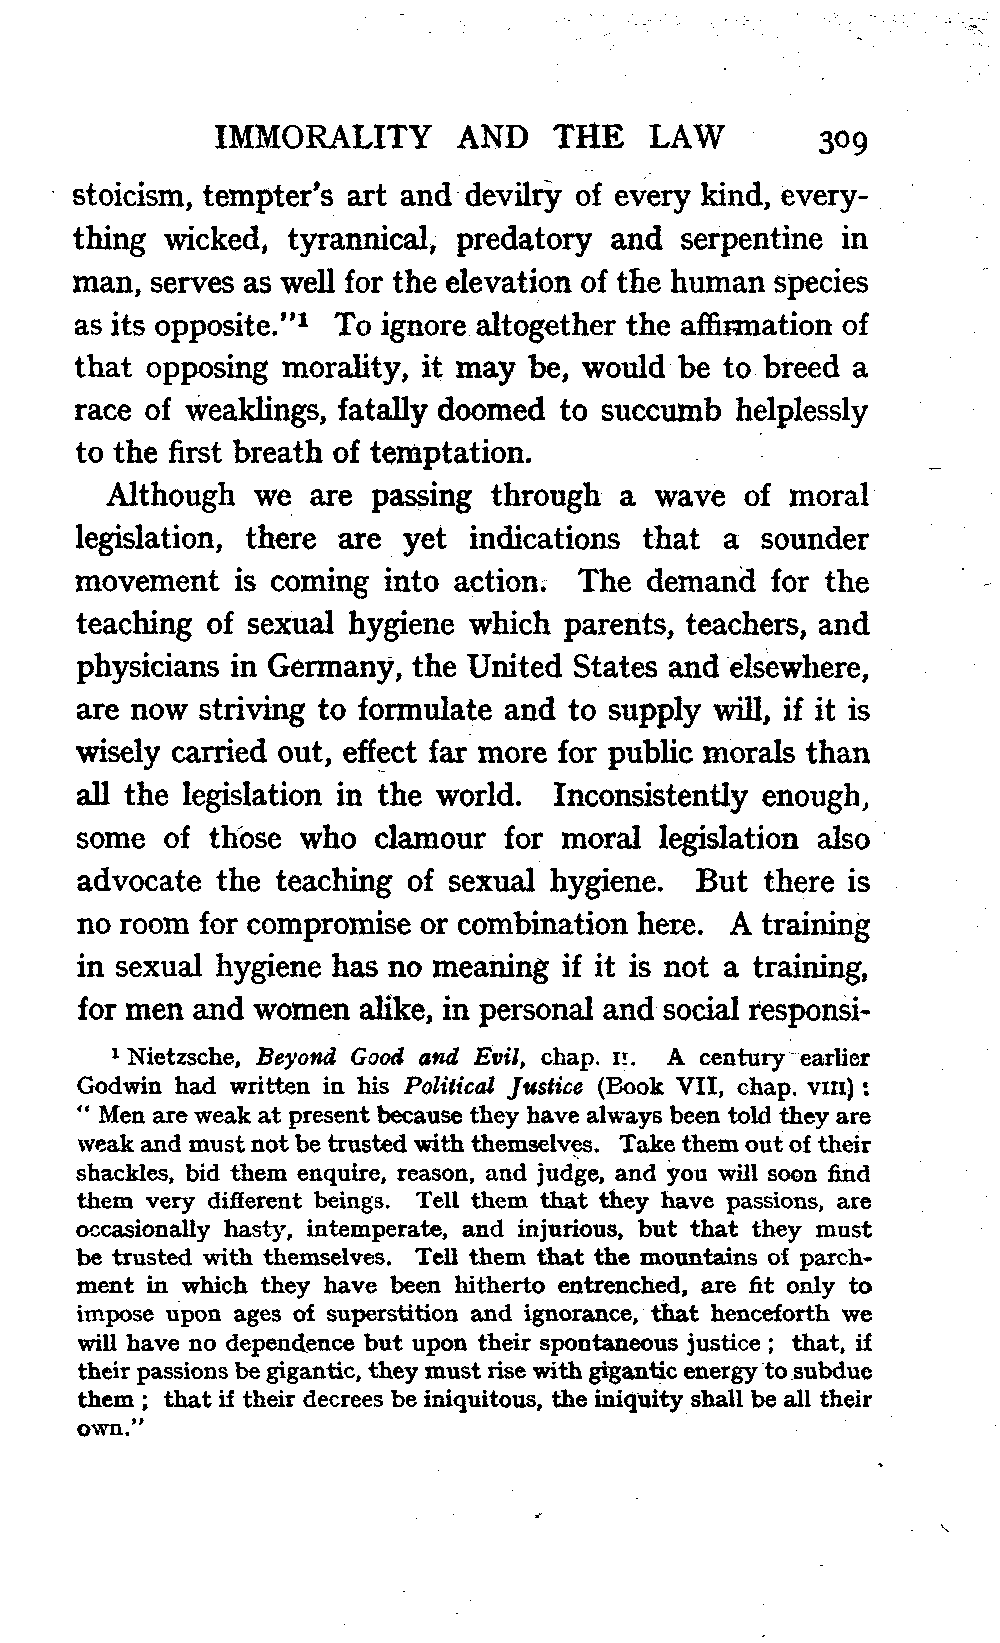 IMMORALITY AND THE LAW 309
stoicism, tempter's art and devilry of every kind, every-
thing wicked, tyrannical, predatory and serpentine in
man, serves as well for the elevation of the human species
as its opposite."¹ To ignore altogether the affirmation of
that opposing morality, it may be, would be to breed a
race of weaklings, fatally doomed to succumb helplessly
to the first breath of temptation.
Although we are passing through a wave of moral
legislation, there are yet indications that a sounder
movement is coming into action. The demand for the
teaching of sexual hygiene which parents, teachers, and
physicians in Germany, the United States and elsewhere,
are now striving to formulate and to supply will, if it is
wisely carried out, effect far more for public morals than
all the legislation in the world. Inconsistently enough,
some of those who clamour for moral legislation also
advocate the teaching of sexual hygiene. But there is
no room for compromise or combination here. A training
in sexual hygiene has no meaning if it is not a training,
for men and women alike, in personal and social responsi-
¹ Nietzsche, Beyond Good and Evil, chap. II. A century earlier
Godwin had written in his Political Justice (Book VII, chap. VIII) :
" Men are weak at present because they have always been told they are
weak and must not be trusted with themselves. Take them out of their
shackles, bid them enquire, reason, and judge, and you will soon find
them very different beings. Tell them that they have passions, are
occasionally hasty, intemperate, and injurious, but that they must
be trusted with themselves. Tell them that the mountains of parch-
ment in which they have been hitherto entrenched, are fit only to
impose upon ages of superstition and ignorance, that henceforth we
will have no dependence but upon their spontaneous justice ; that, if
their passions be gigantic, they must rise with gigantic energy to subdue
them ; that if their decrees be iniquitous, the iniquity shall be all their
own."